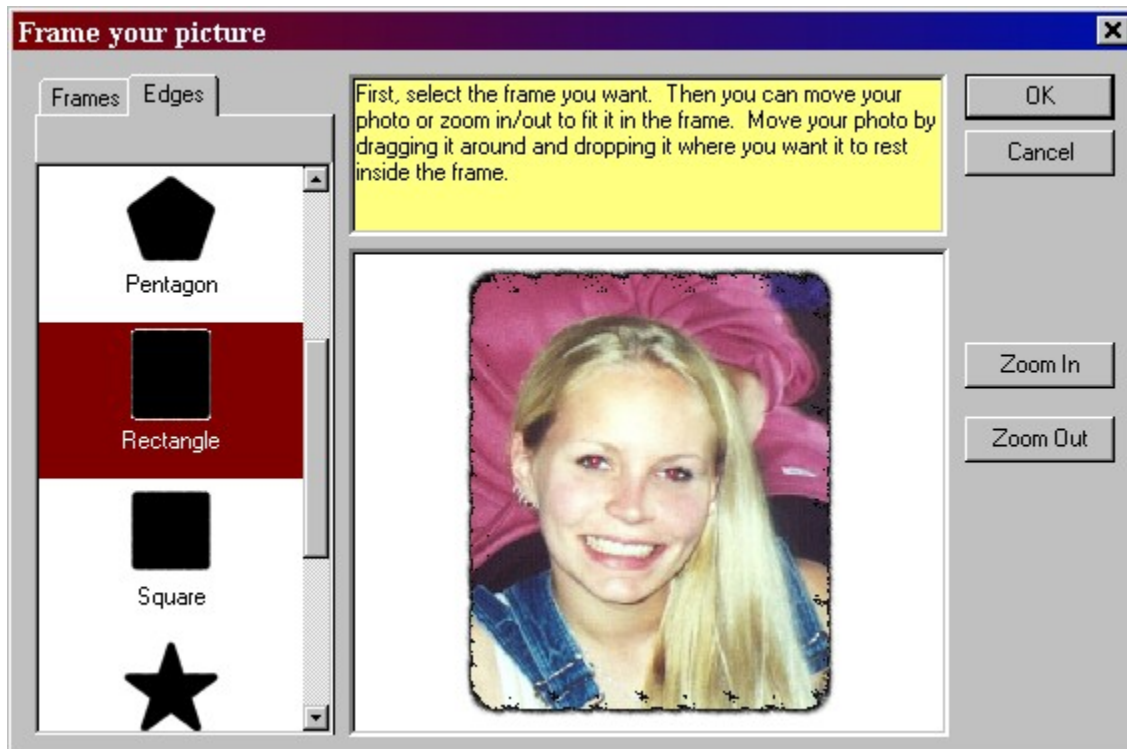 Frame your picture
Frames
Edges
First, select the frame you want.  Then you can move your
photo or zoom in/out to fit it in the frame.  Move your photo by
dragging it around and dropping it where you want it to rest
inside the frame.
OK
Cancel
Pentagon
Rectangle
Square
Zoom In
Zoom Out